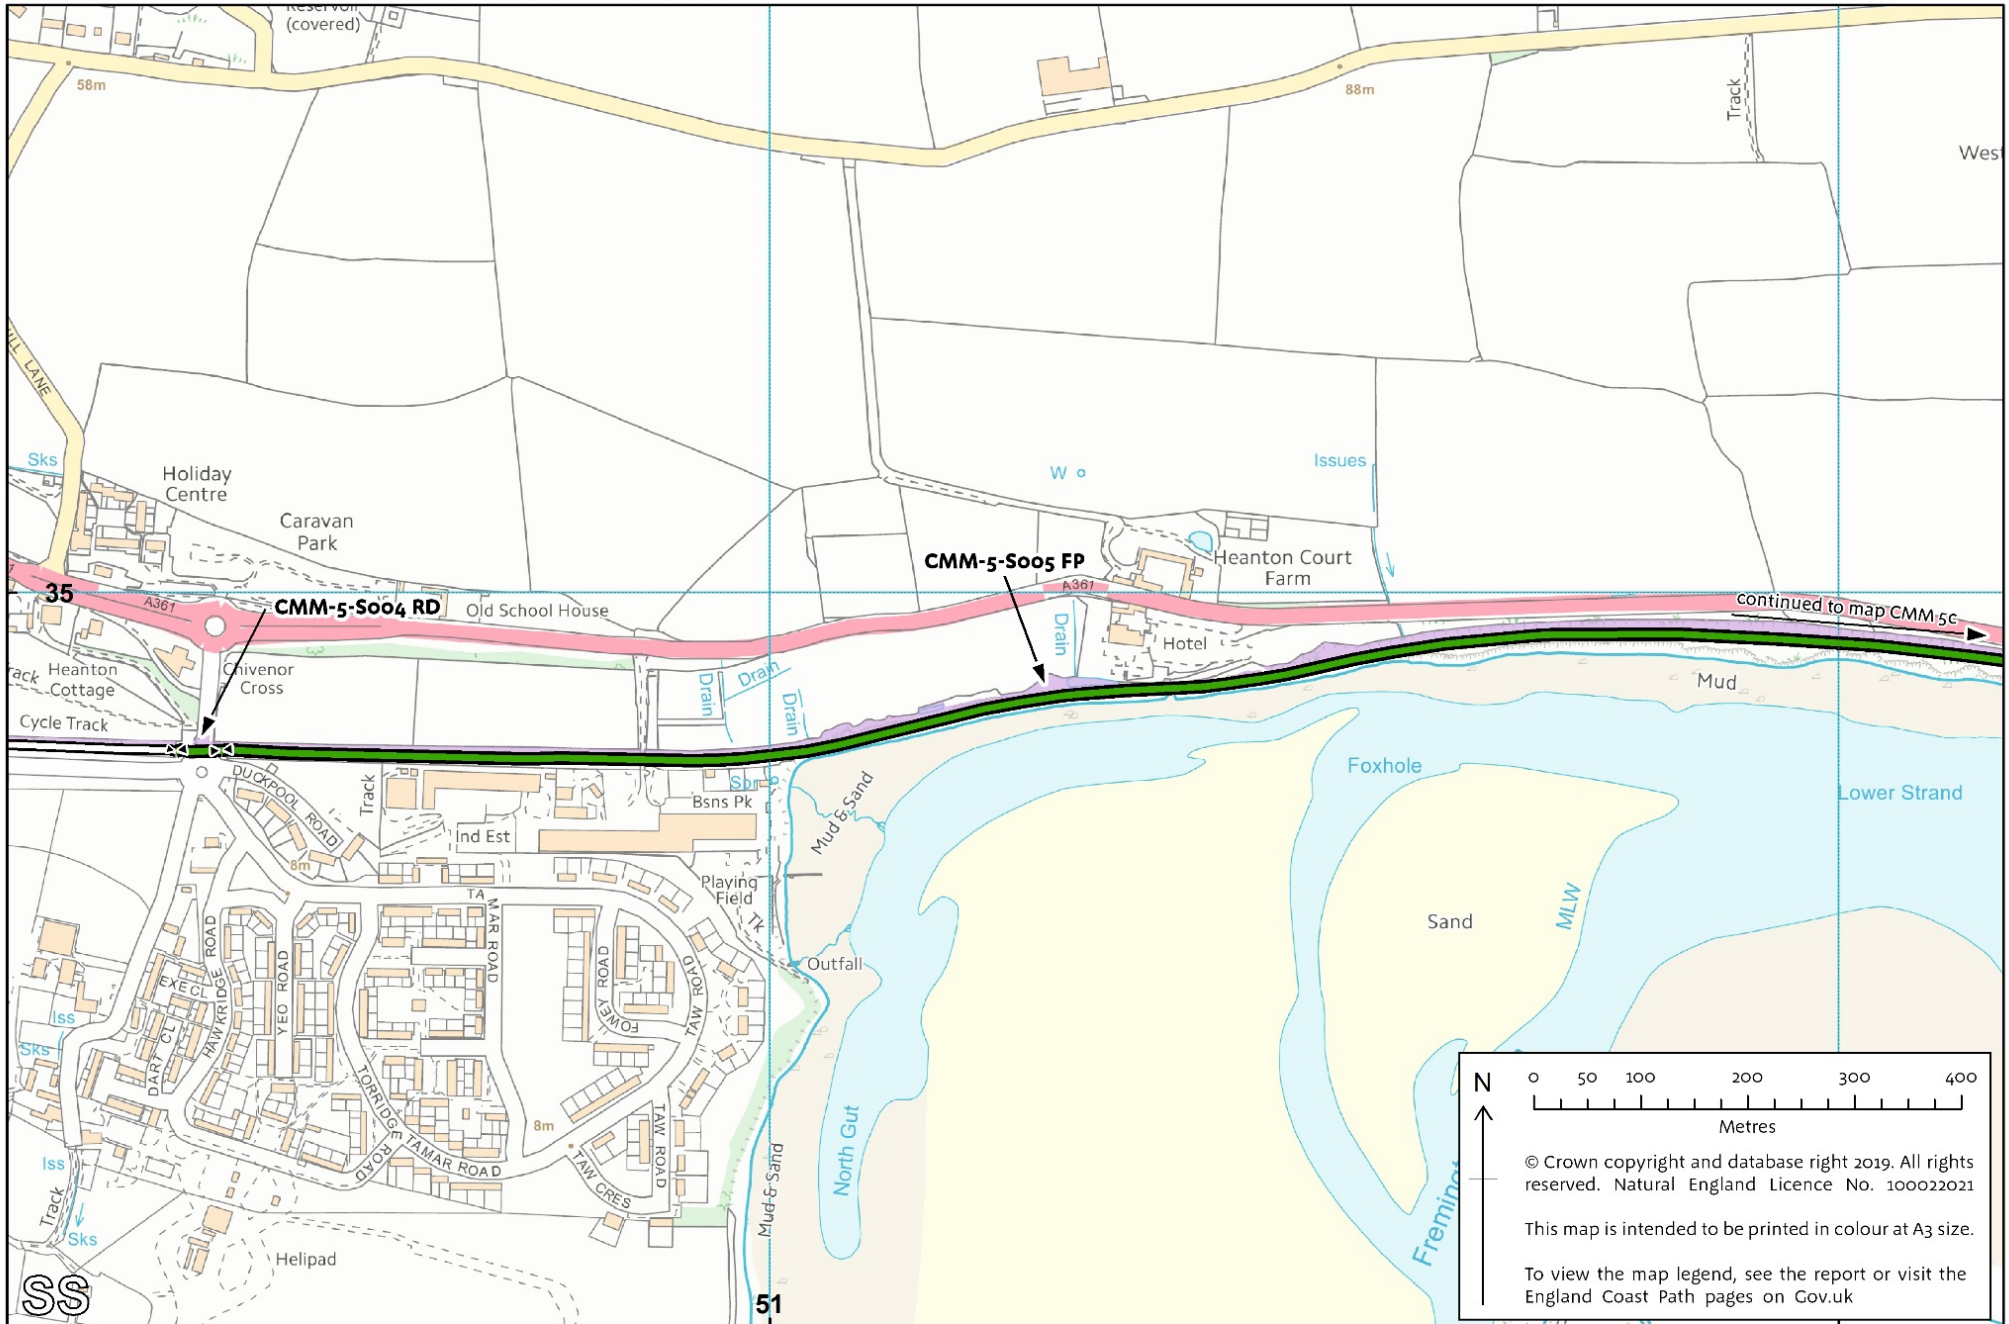 Reservoir
(covered)
58m
88m
Track
West
ILL LANE
Sks
Holiday
Centre
Caravan
Park
W
Issues
CMM-5-S005 FP
Heanton Court
Farm
35
A361
CMM-5-S004 RD
Old School House
A361
continued to map CMM 5c
Heanton
Cottage
Chivenor
Cross
Drain
Drain
Drain
Drain
Hotel
Mud
Cycle Track
DUCKPOOL ROAD
Track
Spr
Bsns Pk
Mud & Sand
Foxhole
Lower Strand
Ind Est
8m
Playing
Field
Tk
TAMAR ROAD
Sand
MLW
Outfall
EXE CL
HAWKRIDGE ROAD
YEO ROAD
FOWEY ROAD
TAW ROAD
DART CL
Iss
Sks
TORRIDGE ROAD
TAMAR ROAD
8m
TAW ROAD
TAW CRES
North Gut
Mud & Sand
Iss
Track
Sks
Helipad
SS
51
N
0 50 100 200 300 400
Metres
© Crown copyright and database right 2019. All rights
reserved. Natural England Licence No. 100022021
This map is intended to be printed in colour at A3 size.
To view the map legend, see the report or visit the
England Coast Path pages on Gov.uk